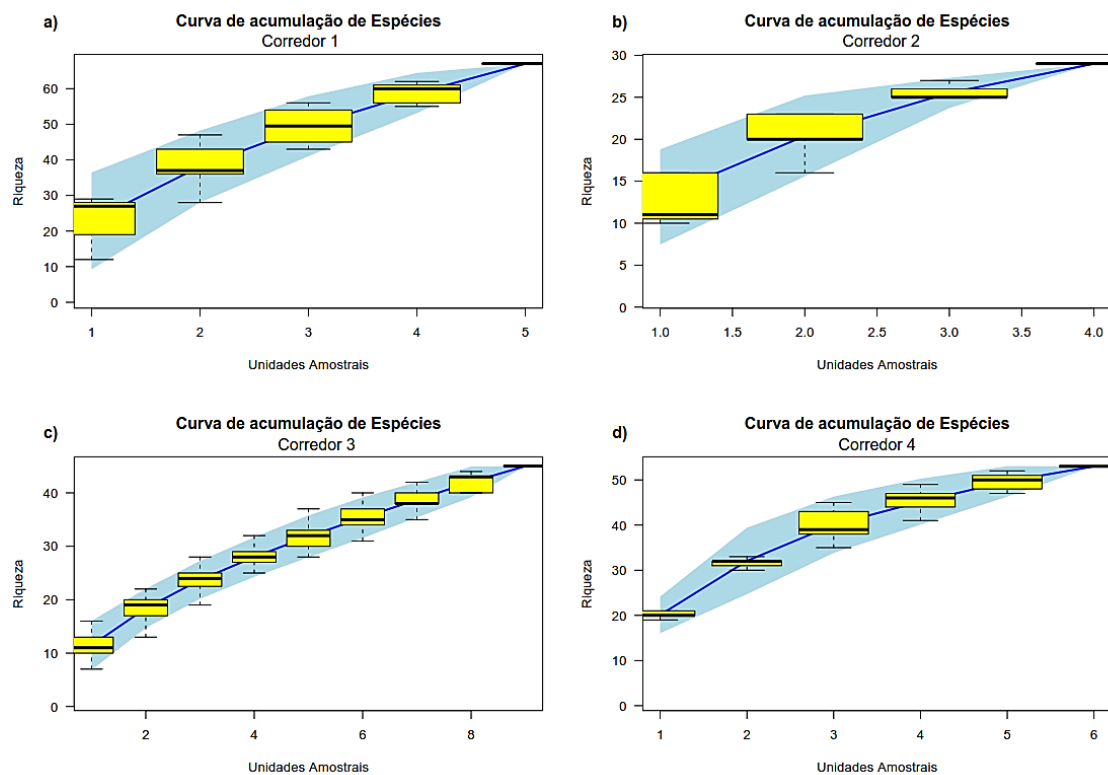 a)
Curva de acumulação de Espécies
Corredor 1
Riqueza
60
50
40
30
20
10
0
1 2 3 4 5
Unidades Amostrais
b)
Curva de acumulação de Espécies
Corredor 2
Riqueza
30
25
20
15
10
5
0
1.0 1.5 2.0 2.5 3.0 3.5 4.0
Unidades Amostrais
c)
Curva de acumulação de Espécies
Corredor 3
Riqueza
40
30
20
10
0
2 4 6 8
Unidades Amostrais
d)
Curva de acumulação de Espécies
Corredor 4
Riqueza
50
40
30
20
10
0
1 2 3 4 5 6
Unidades Amostrais